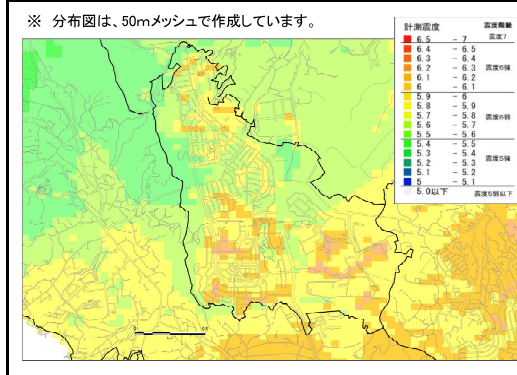 ※ 分布図は、50mメッシュで作成しています。
計測震度 震度階級
6.5 - 7 震度7
6.4 - 6.5
6.3 - 6.4
6.2 - 6.3 震度6強
6.1 - 6.2
6 - 6.1
5.9 - 6
5.8 - 5.9
5.7 - 5.8 震度6弱
5.6 - 5.7
5.5 - 5.6
5.4 - 5.5
5.3 - 5.4
5.2 - 5.3 震度5強
5.1 - 5.2
5 - 5.1
5.0以下 震度5弱以下